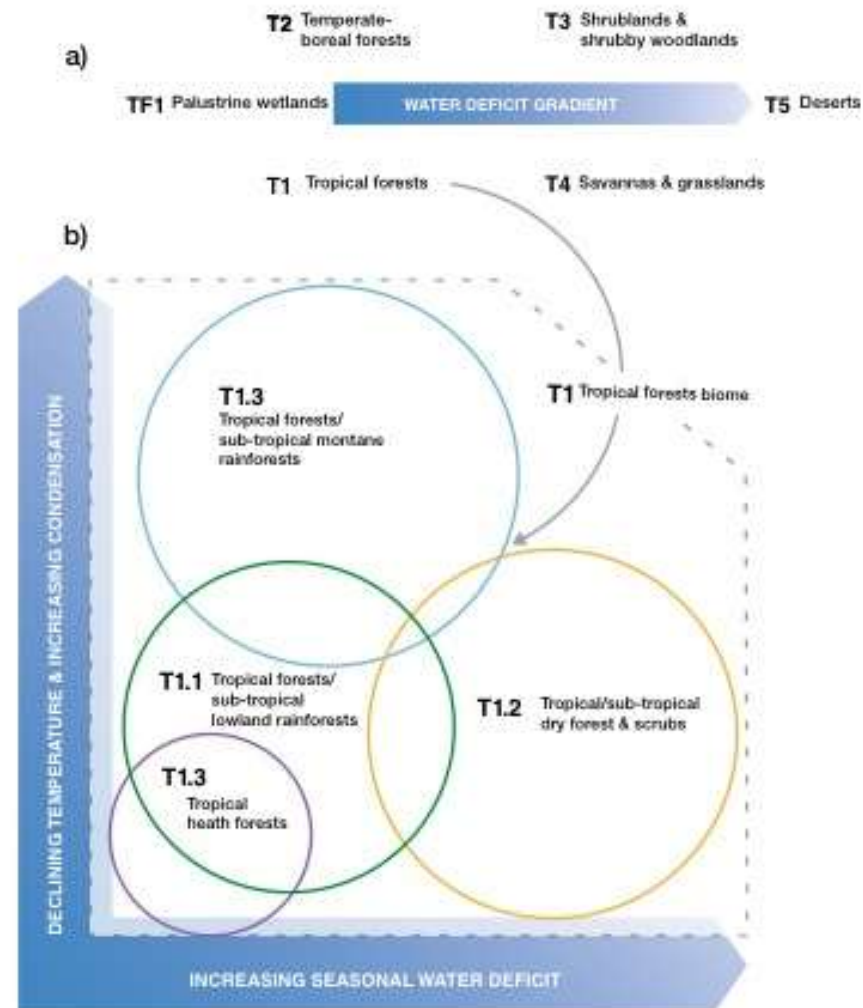 a)
T2 Temperate-
boreal forests
T3 Shrublands &
shrubby woodlands
TF1 Palustrine wetlands
WATER DEFICIT GRADIENT
T5 Deserts
T1 Tropical forests
T4 Savannas & grasslands
b)
T1 Tropical forests biome
T1.3
Tropical forests/
sub-tropical montane
rainforests
T1.1 Tropical forests/
sub-tropical
lowland rainforests
T1.2 Tropical/sub-tropical
dry forest & scrubs
T1.3
Tropical
heath forests
DECLINING TEMPERATURE & INCREASING CONDENSATION
INCREASING SEASONAL WATER DEFICIT